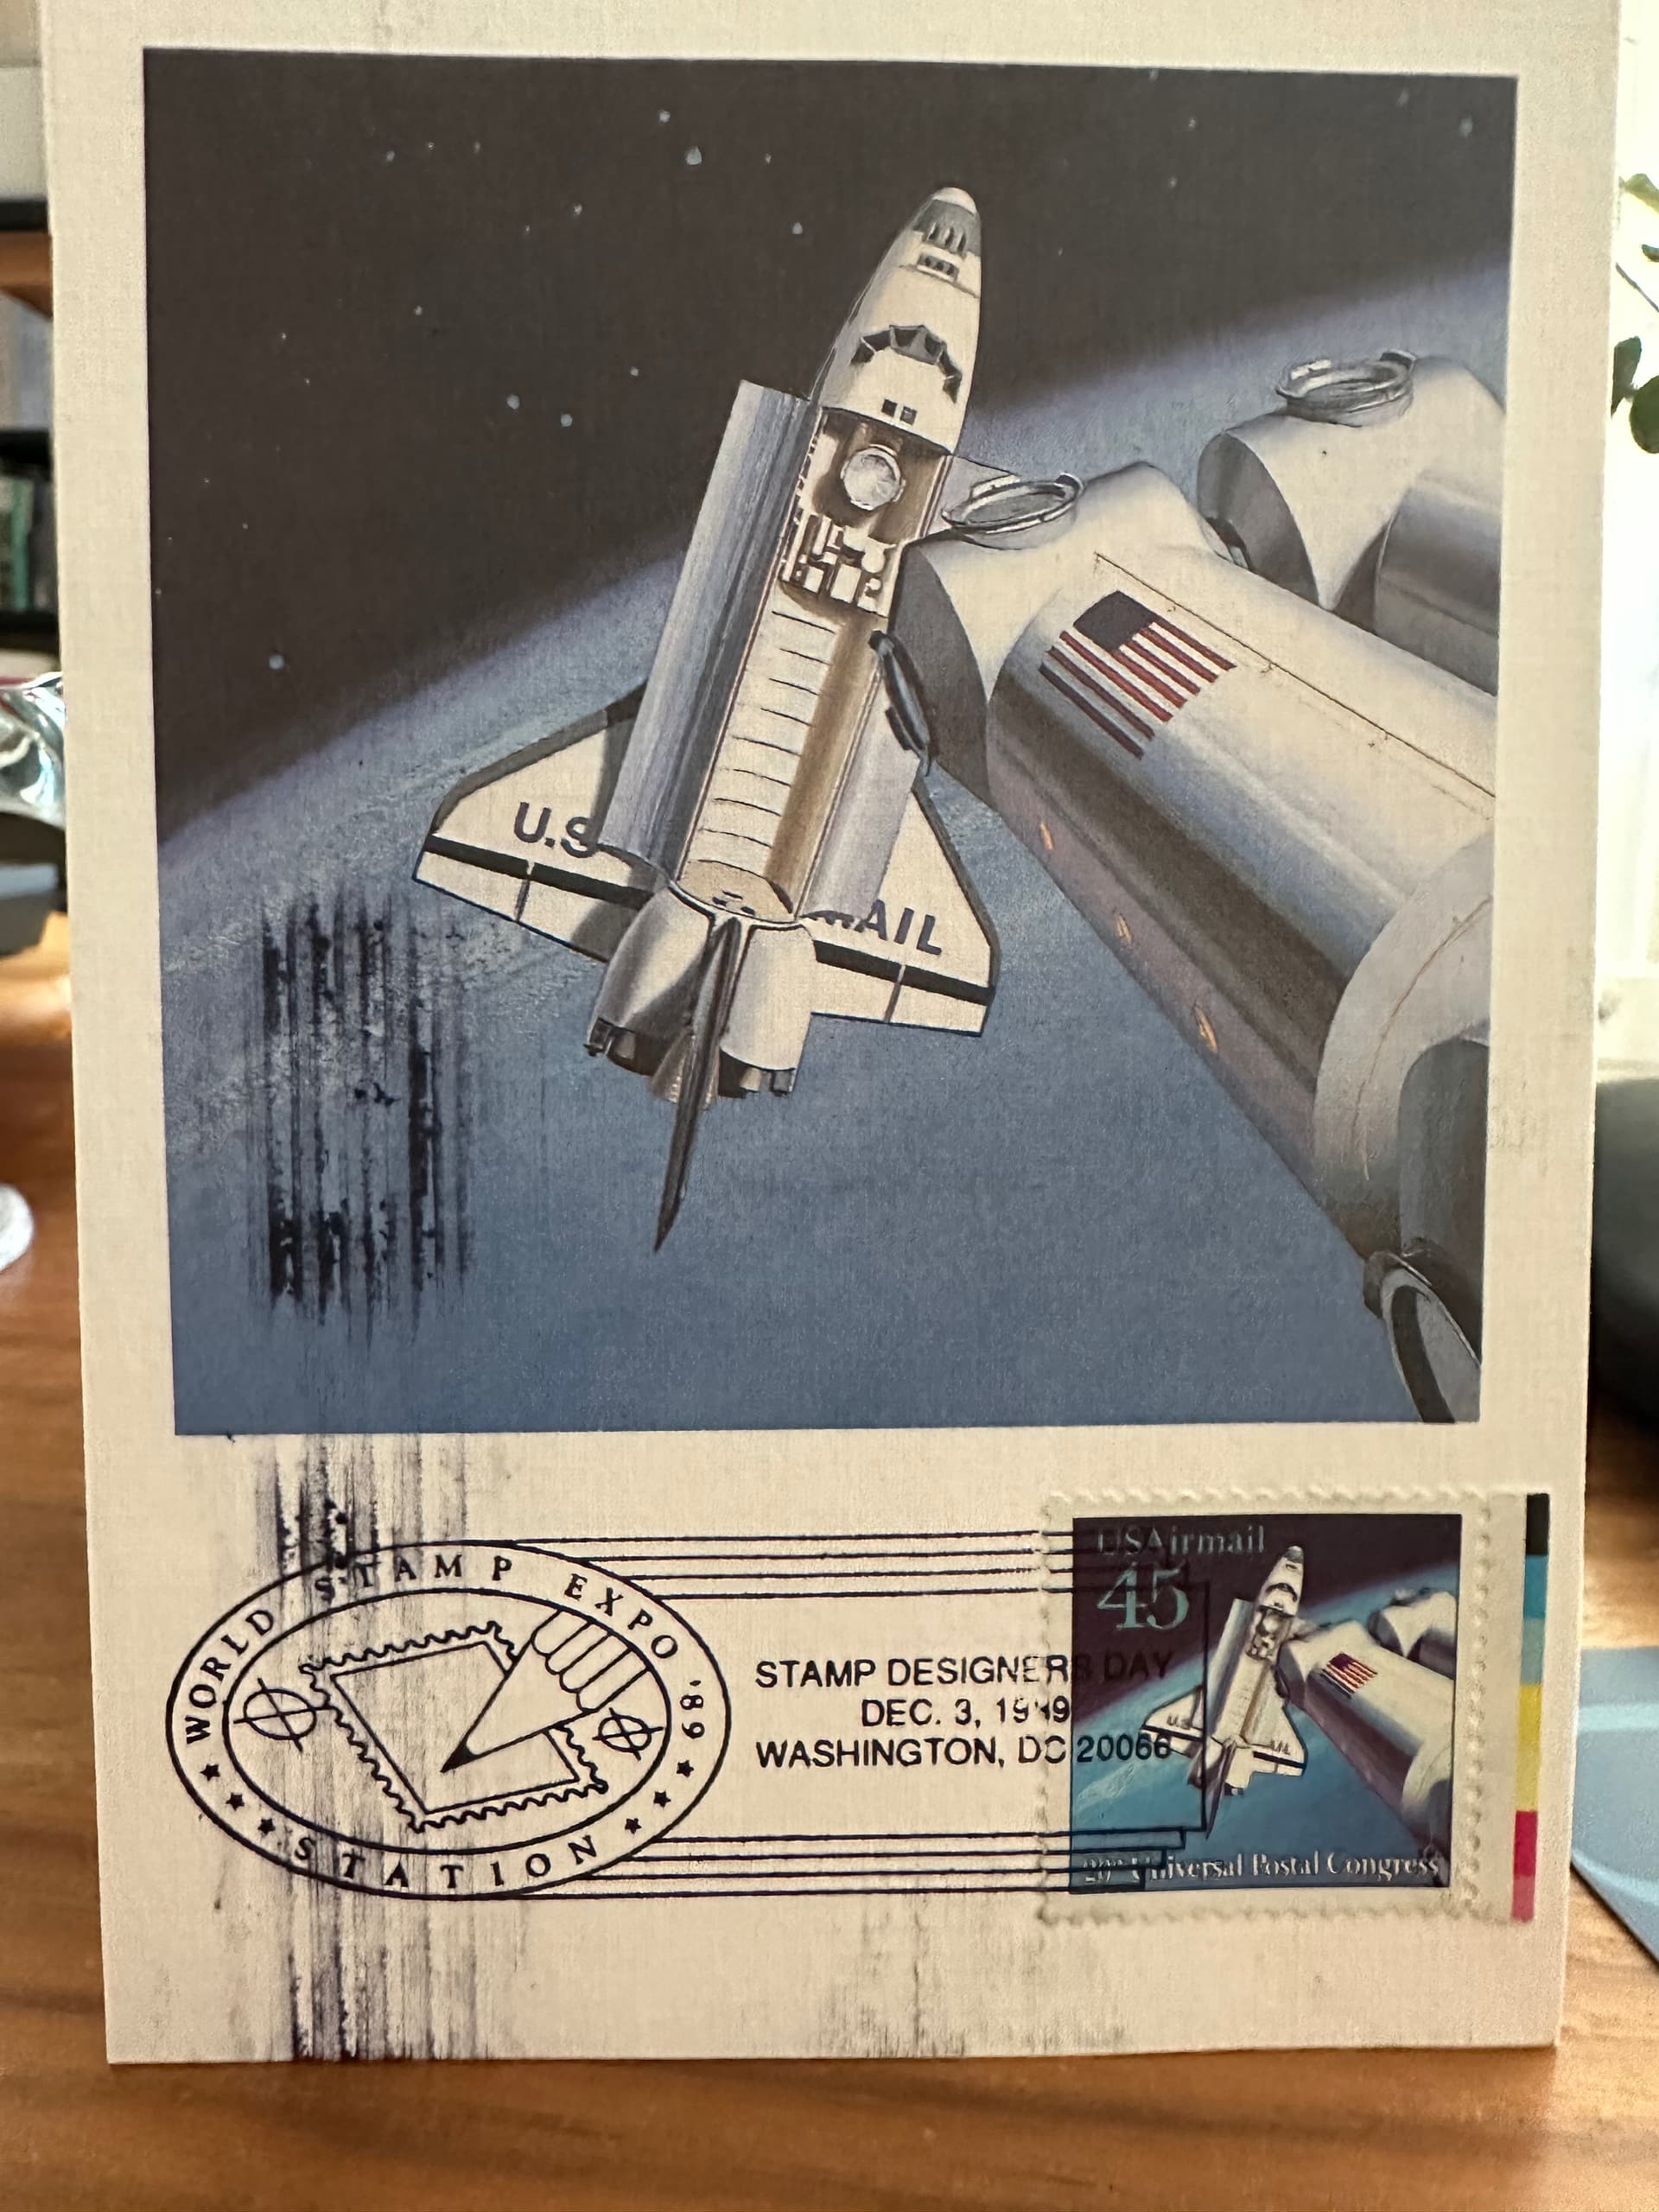 U.S
AIL
WORLD STAMP EXPO '89
STATION
STAMP DESIGNERS DAY
DEC. 3, 1989
WASHINGTON, DC 20066
USAirmail
45
20th Universal Postal Congress
U.S.